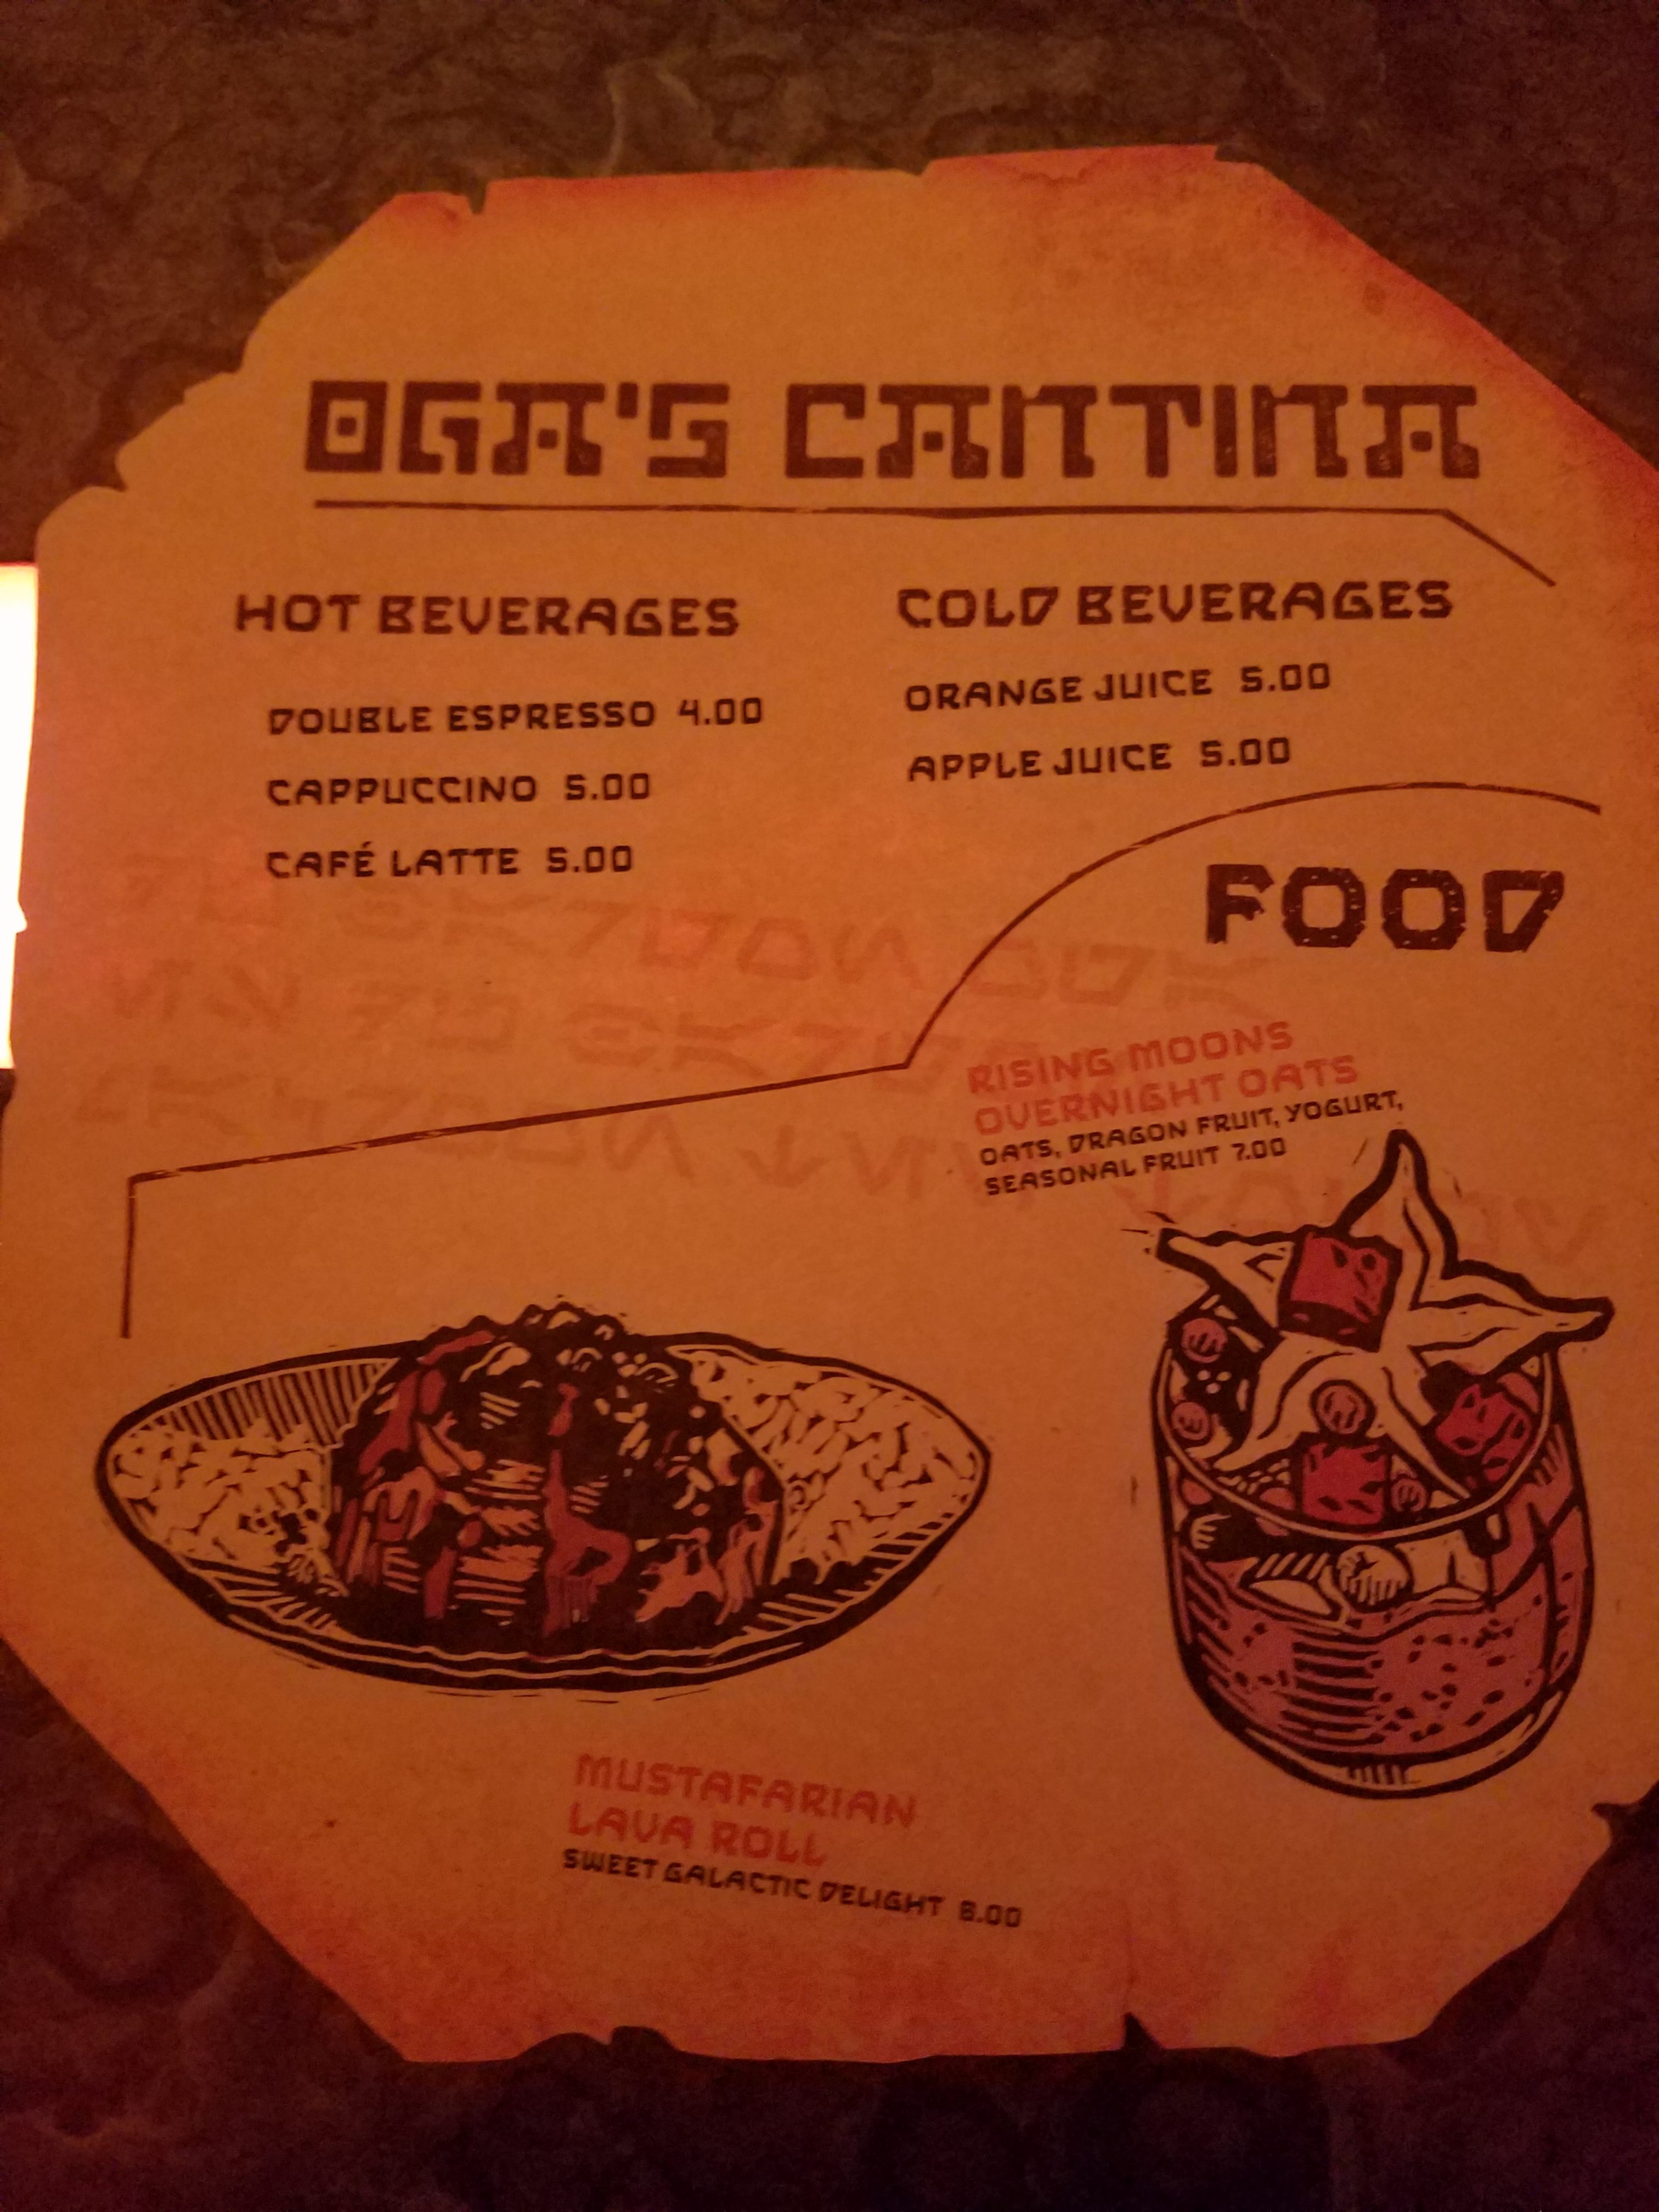 OGA'S CANTINA
HOT BEVERAGES
DOUBLE ESPRESSO 4.00
CAPPUCCINO 5.00
CAFÉ LATTE 5.00
COLD BEVERAGES
ORANGE JUICE 5.00
APPLE JUICE 5.00
FOOD
RISING MOONS
OVERNIGHT OATS
OATS, DRAGON FRUIT, YOGURT,
SEASONAL FRUIT 7.00
MUSTAFARIAN
LAVA ROLL
SWEET GALACTIC DELIGHT 8.00